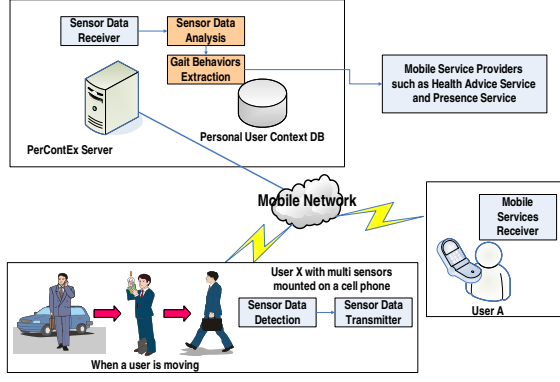 Sensor Data
Receiver
Sensor Data
Analysis
Gait Behaviors
Extraction
Mobile Service Providers
such as Health Advice Service
and Presence Service
Personal User Context DB
PerContEx Server
Mobile Network
Mobile
Services
Receiver
User A
User X with multi sensors
mounted on a cell phone
Sensor Data
Detection
Sensor Data
Transmitter
When a user is moving